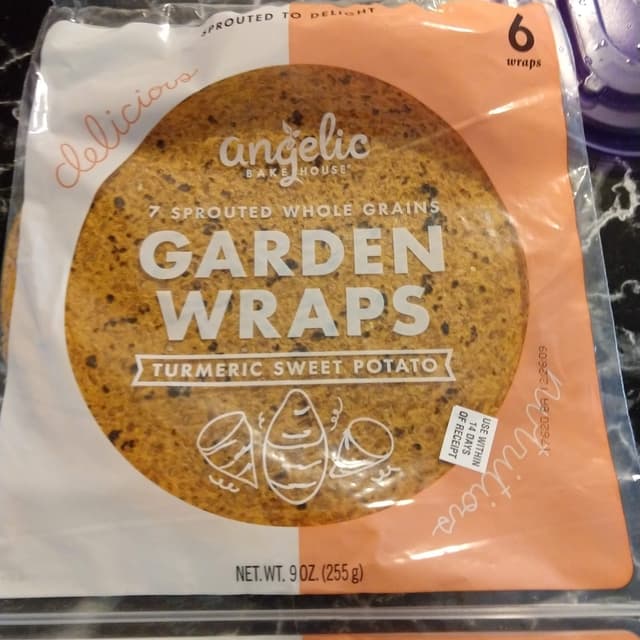 SPROUTED TO DELIGHT
6
wraps
delicious
angelic
BAKEHOUSE
7 SPROUTED WHOLE GRAINS
GARDEN
WRAPS
TURMERIC SWEET POTATO
USE WITHIN
14 DAYS
OF RECEIPT
nutritious
NET. WT. 9 OZ. (255 g)